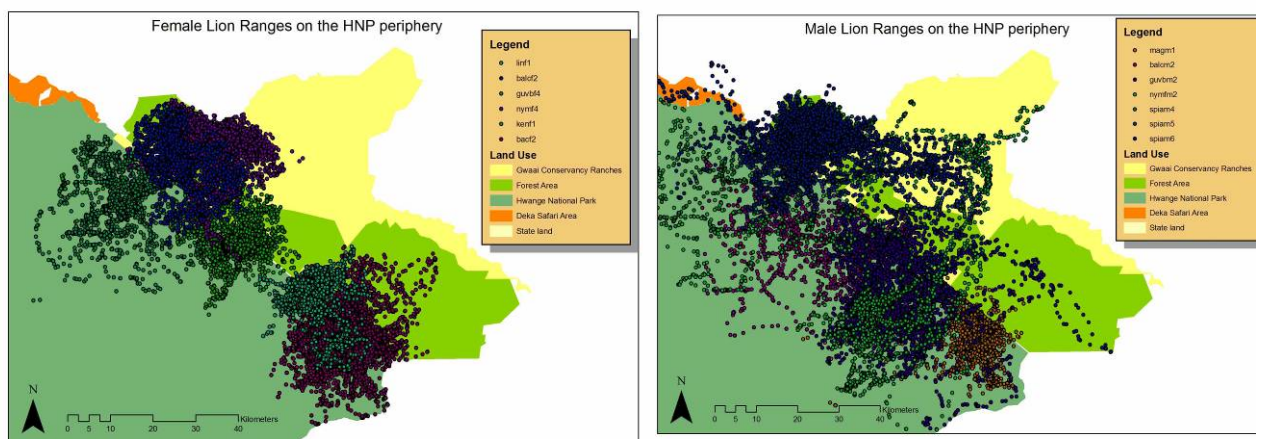 Female Lion Ranges on the HNP periphery
Legend
linf1
balcf2
guvbf4
nymf4
kenf1
bacf2
Land Use
Gwaai Conservancy Ranches
Forest Area
Hwange National Park
Deka Safari Area
State land
N
0 5 10 20 30 40
Kilometers
Male Lion Ranges on the HNP periphery
Legend
magm1
balcm2
guvbm2
nymfm2
spiam4
spiam5
spiam6
Land Use
Gwaai Conservancy Ranches
Forest Area
Hwange National Park
Deka Safari Area
State land
N
0 5 10 20 30 40
Kilometers